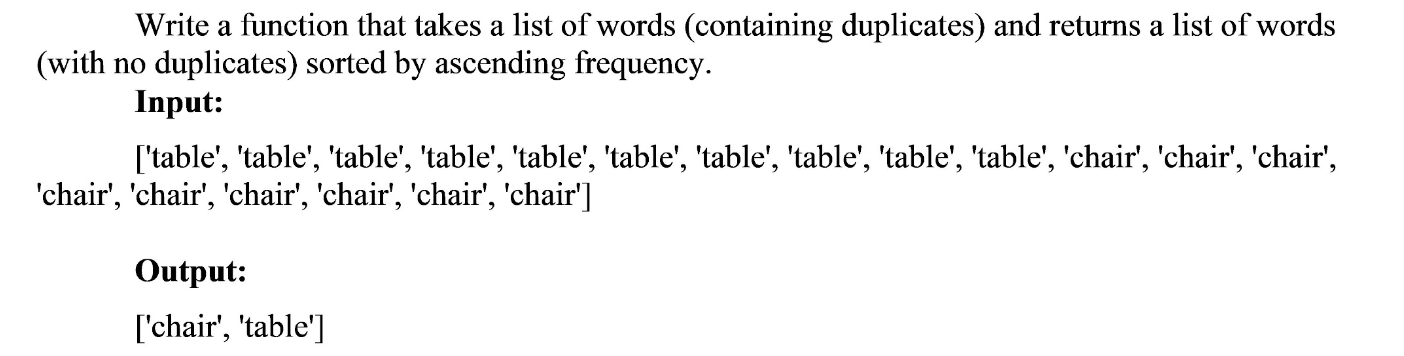 Write a function that takes a list of words (containing duplicates) and returns a list of words
(with no duplicates) sorted by ascending frequency.
Input:
['table', 'table', 'table', 'table', 'table', 'table', 'table', 'table', 'table', 'table', 'chair', 'chair', 'chair',
'chair', 'chair', 'chair', 'chair', 'chair', 'chair']
Output:
['chair', 'table']